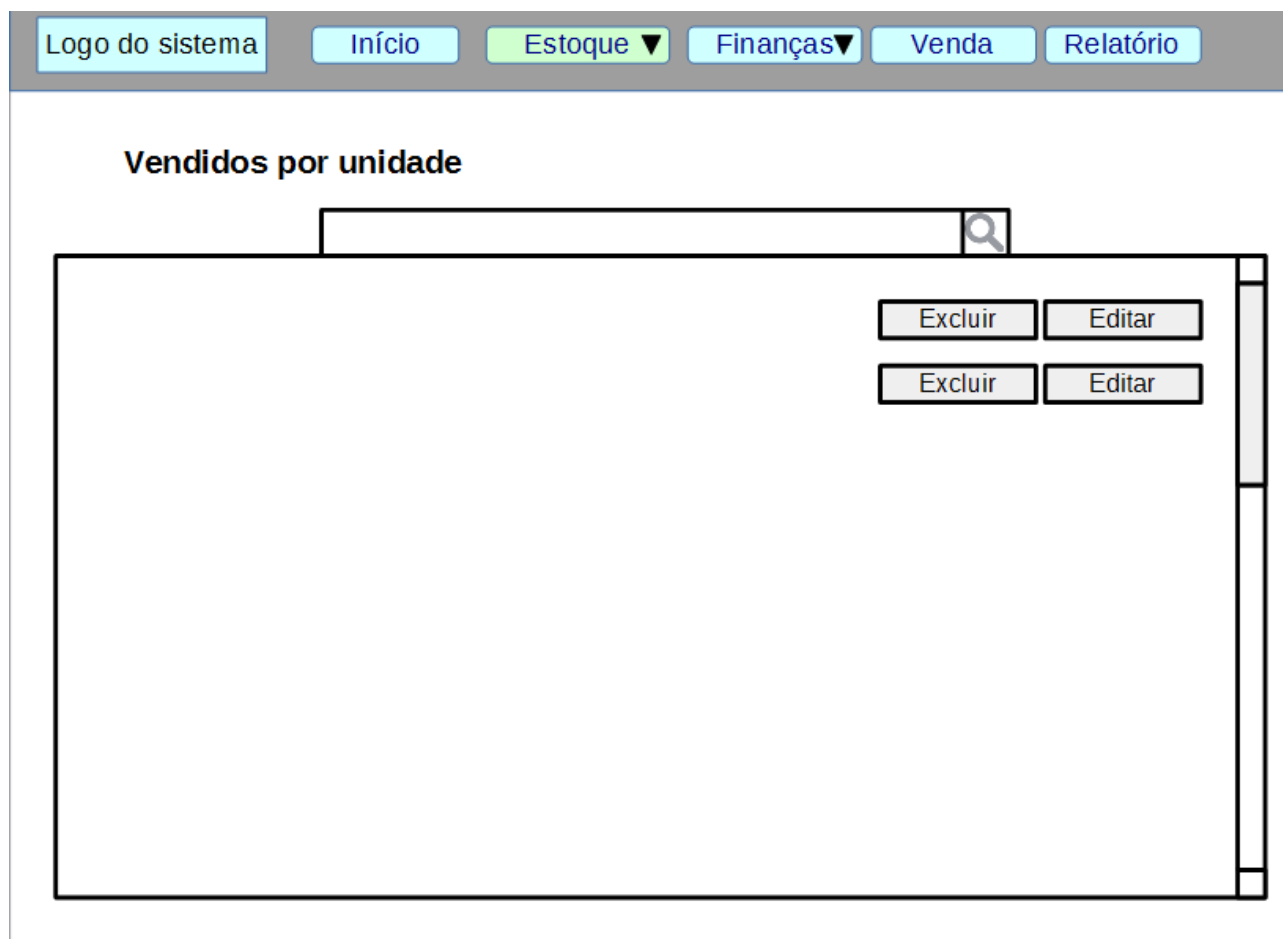 Logo do sistema Início Estoque ▼ Finanças▼ Venda Relatório
Vendidos por unidade
Excluir Editar
Excluir Editar